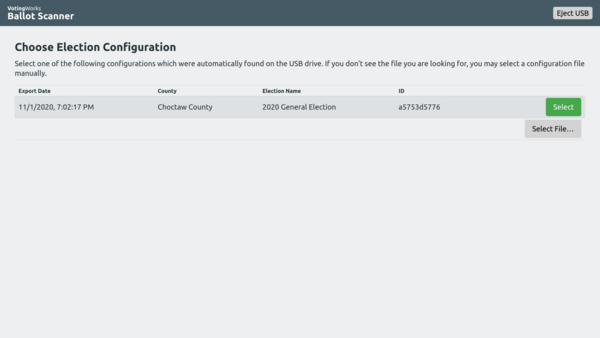 VotingWorks
Ballot Scanner
Eject USB
Choose Election Configuration
Select one of the following configurations which were automatically found on the USB drive. If you don't see the file you are looking for, you may select a configuration file
manually.
Export Date County Election Name ID
11/1/2020, 7:02:17 PM Choctaw County 2020 General Election a5753d5776 Select
Select File...